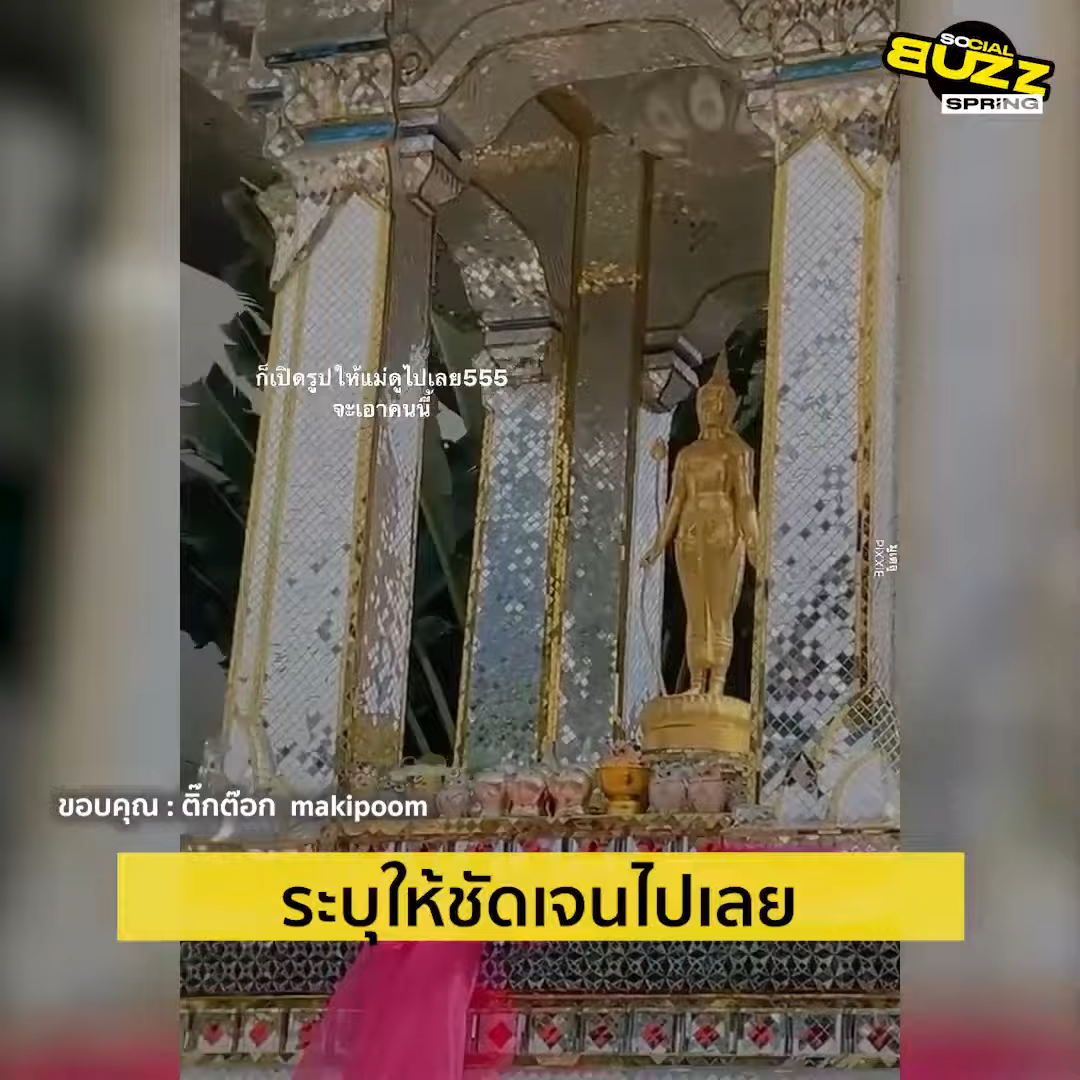 SOCIAL
BUZZ
SPRiNG
ก็เปิดรูปให้แม่ดูไปเลย555
จะเอาคนนี้
PiXXiE
ขอบคุณ : ติ๊กต๊อก makipoom
ระบุให้ชัดเจนไปเลย